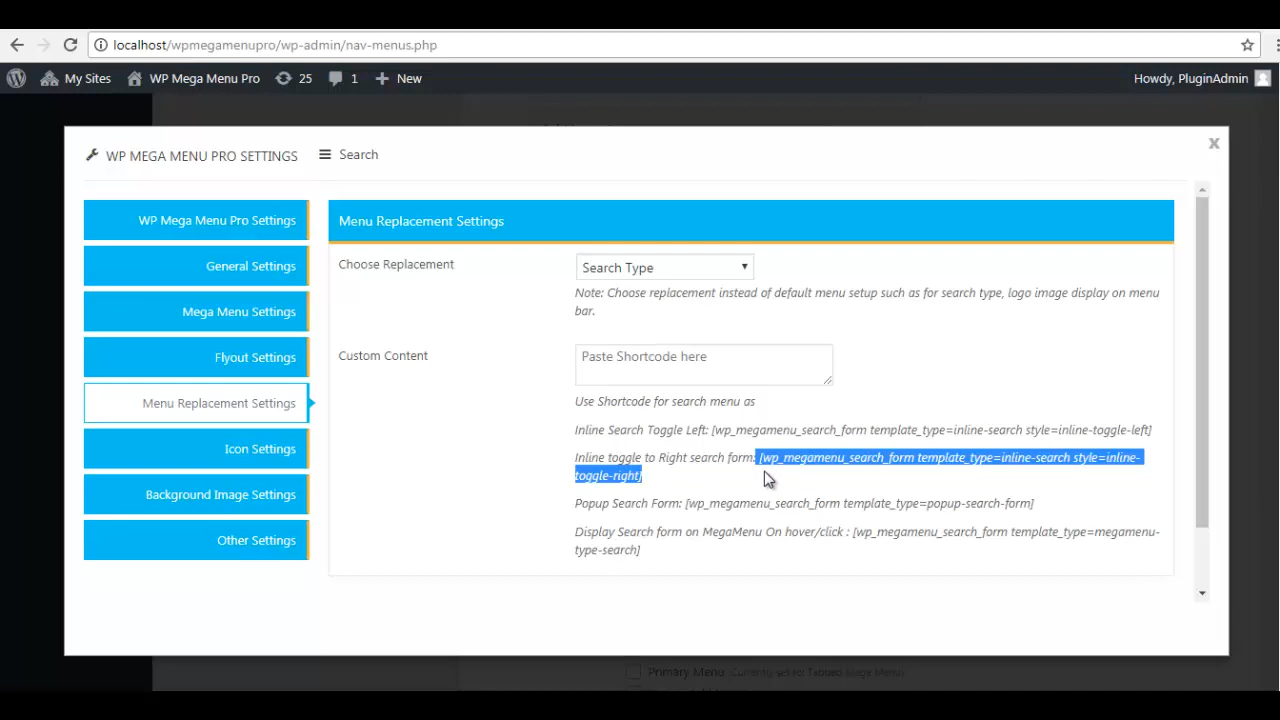 localhost/wpmegamenupro/wp-admin/nav-menus.php
My Sites WP Mega Menu Pro 25 1 New Howdy, PluginAdmin
WP MEGA MENU PRO SETTINGS Search X
WP Mega Menu Pro Settings
General Settings
Mega Menu Settings
Flyout Settings
Menu Replacement Settings
Icon Settings
Background Image Settings
Other Settings
Menu Replacement Settings
Choose Replacement Search Type
Note: Choose replacement instead of default menu setup such as for search type, logo image display on menu
bar.
Custom Content Paste Shortcode here
Use Shortcode for search menu as
Inline Search Toggle Left: [wp_megamenu_search_form template_type=inline-search style=inline-toggle-left]
Inline toggle to Right search form: [wp_megamenu_search_form template_type=inline-search style=inline-
toggle-right]
Popup Search Form: [wp_megamenu_search_form template_type=popup-search-form]
Display Search form on MegaMenu On hover/click : [wp_megamenu_search_form template_type=megamenu-
type-search]
Primary Menu Currently set to: Tabbed Mega Menu